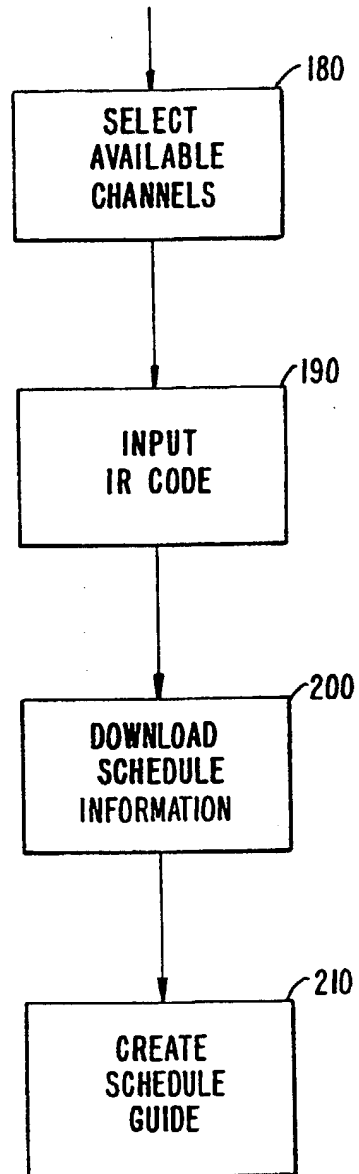 180
SELECT
AVAILABLE
CHANNELS
190
INPUT
IR CODE
200
DOWNLOAD
SCHEDULE
INFORMATION
210
CREATE
SCHEDULE
GUIDE